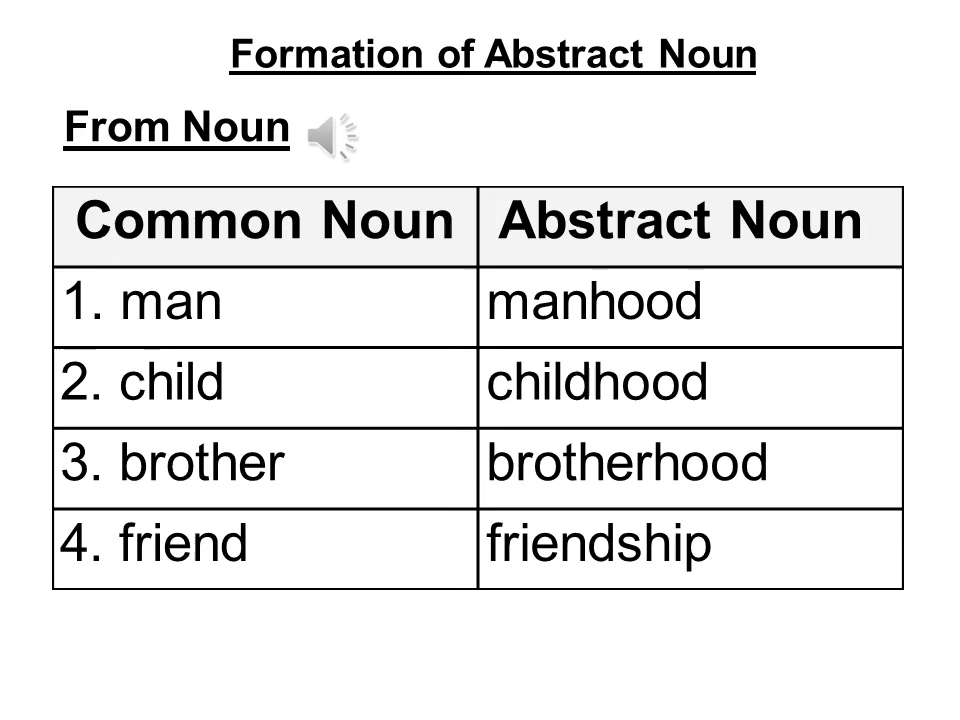 Formation of Abstract Noun
From Noun
Common Noun Abstract Noun
1. man manhood
2. child childhood
3. brother brotherhood
4. friend friendship